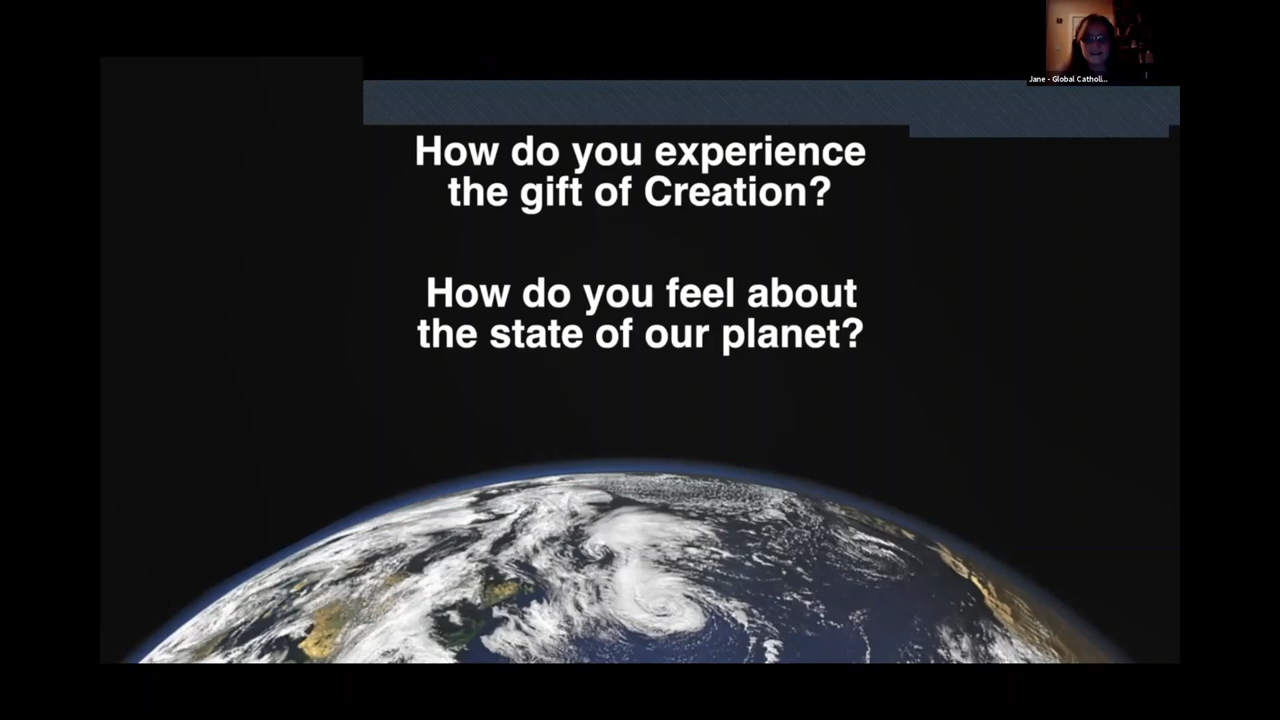 Jane - Global Catholi...
How do you experience
the gift of Creation?
How do you feel about
the state of our planet?